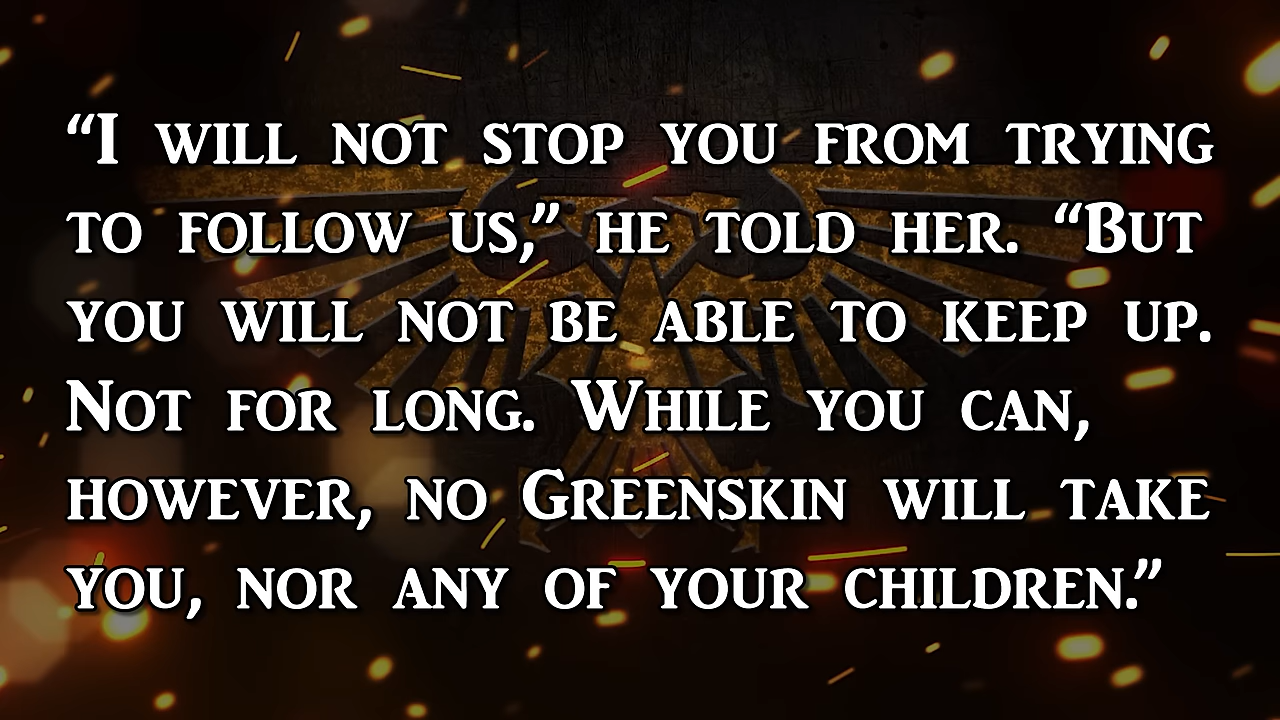 “I will not stop you from trying
to follow us,” he told her. “But
you will not be able to keep up.
Not for long. While you can,
however, no Greenskin will take
you, nor any of your children.”